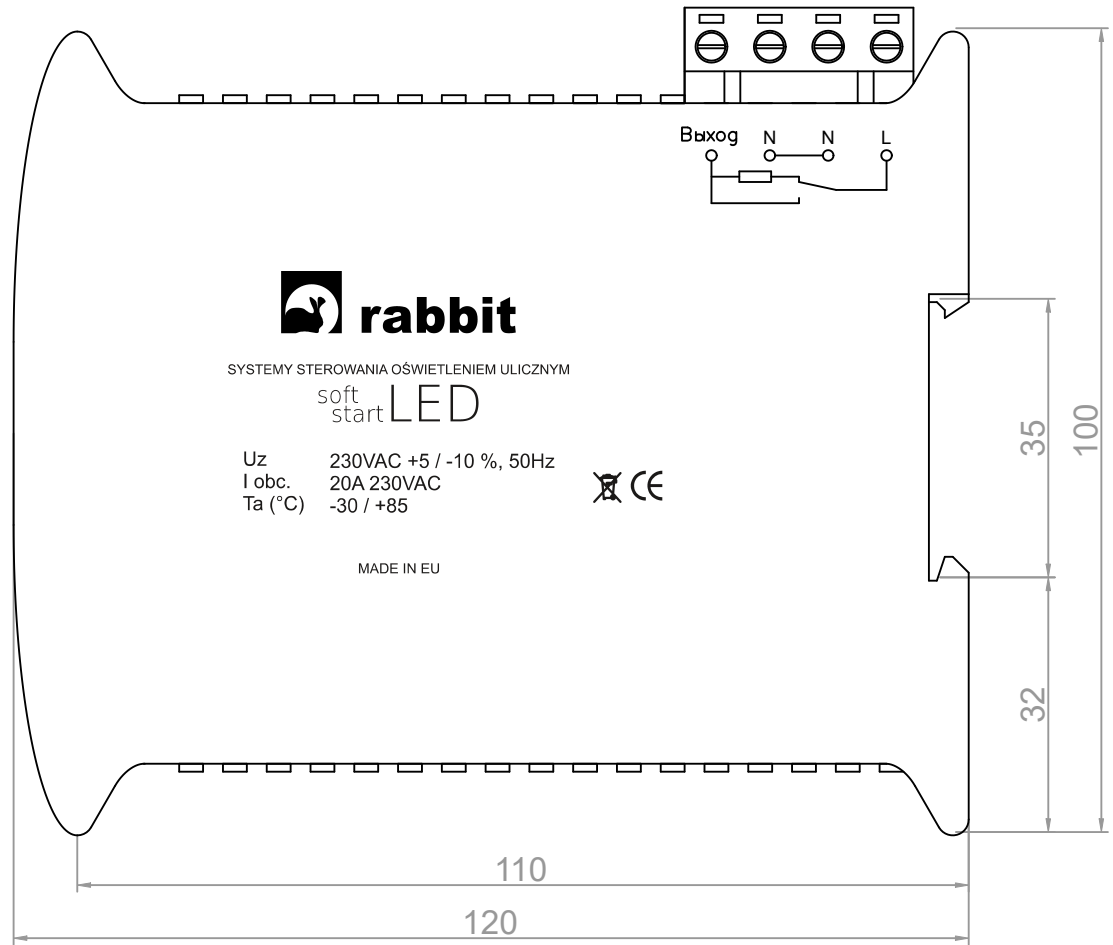 Выход N N L
rabbit
SYSTEMY STEROWANIA OŚWIETLENIEM ULICZNYM
soft
start LED
Uz 230VAC +5 / -10 %, 50Hz
I obc. 20A 230VAC
Ta (°C) -30 / +85
CE
MADE IN EU
35
100
32
110
120